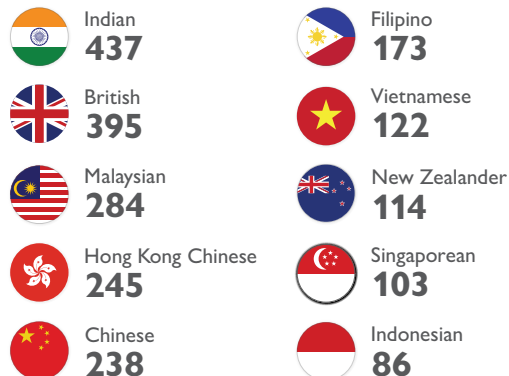 Indian
437
British
395
Malaysian
284
Hong Kong Chinese
245
Chinese
238
Filipino
173
Vietnamese
122
New Zealander
114
Singaporean
103
Indonesian
86